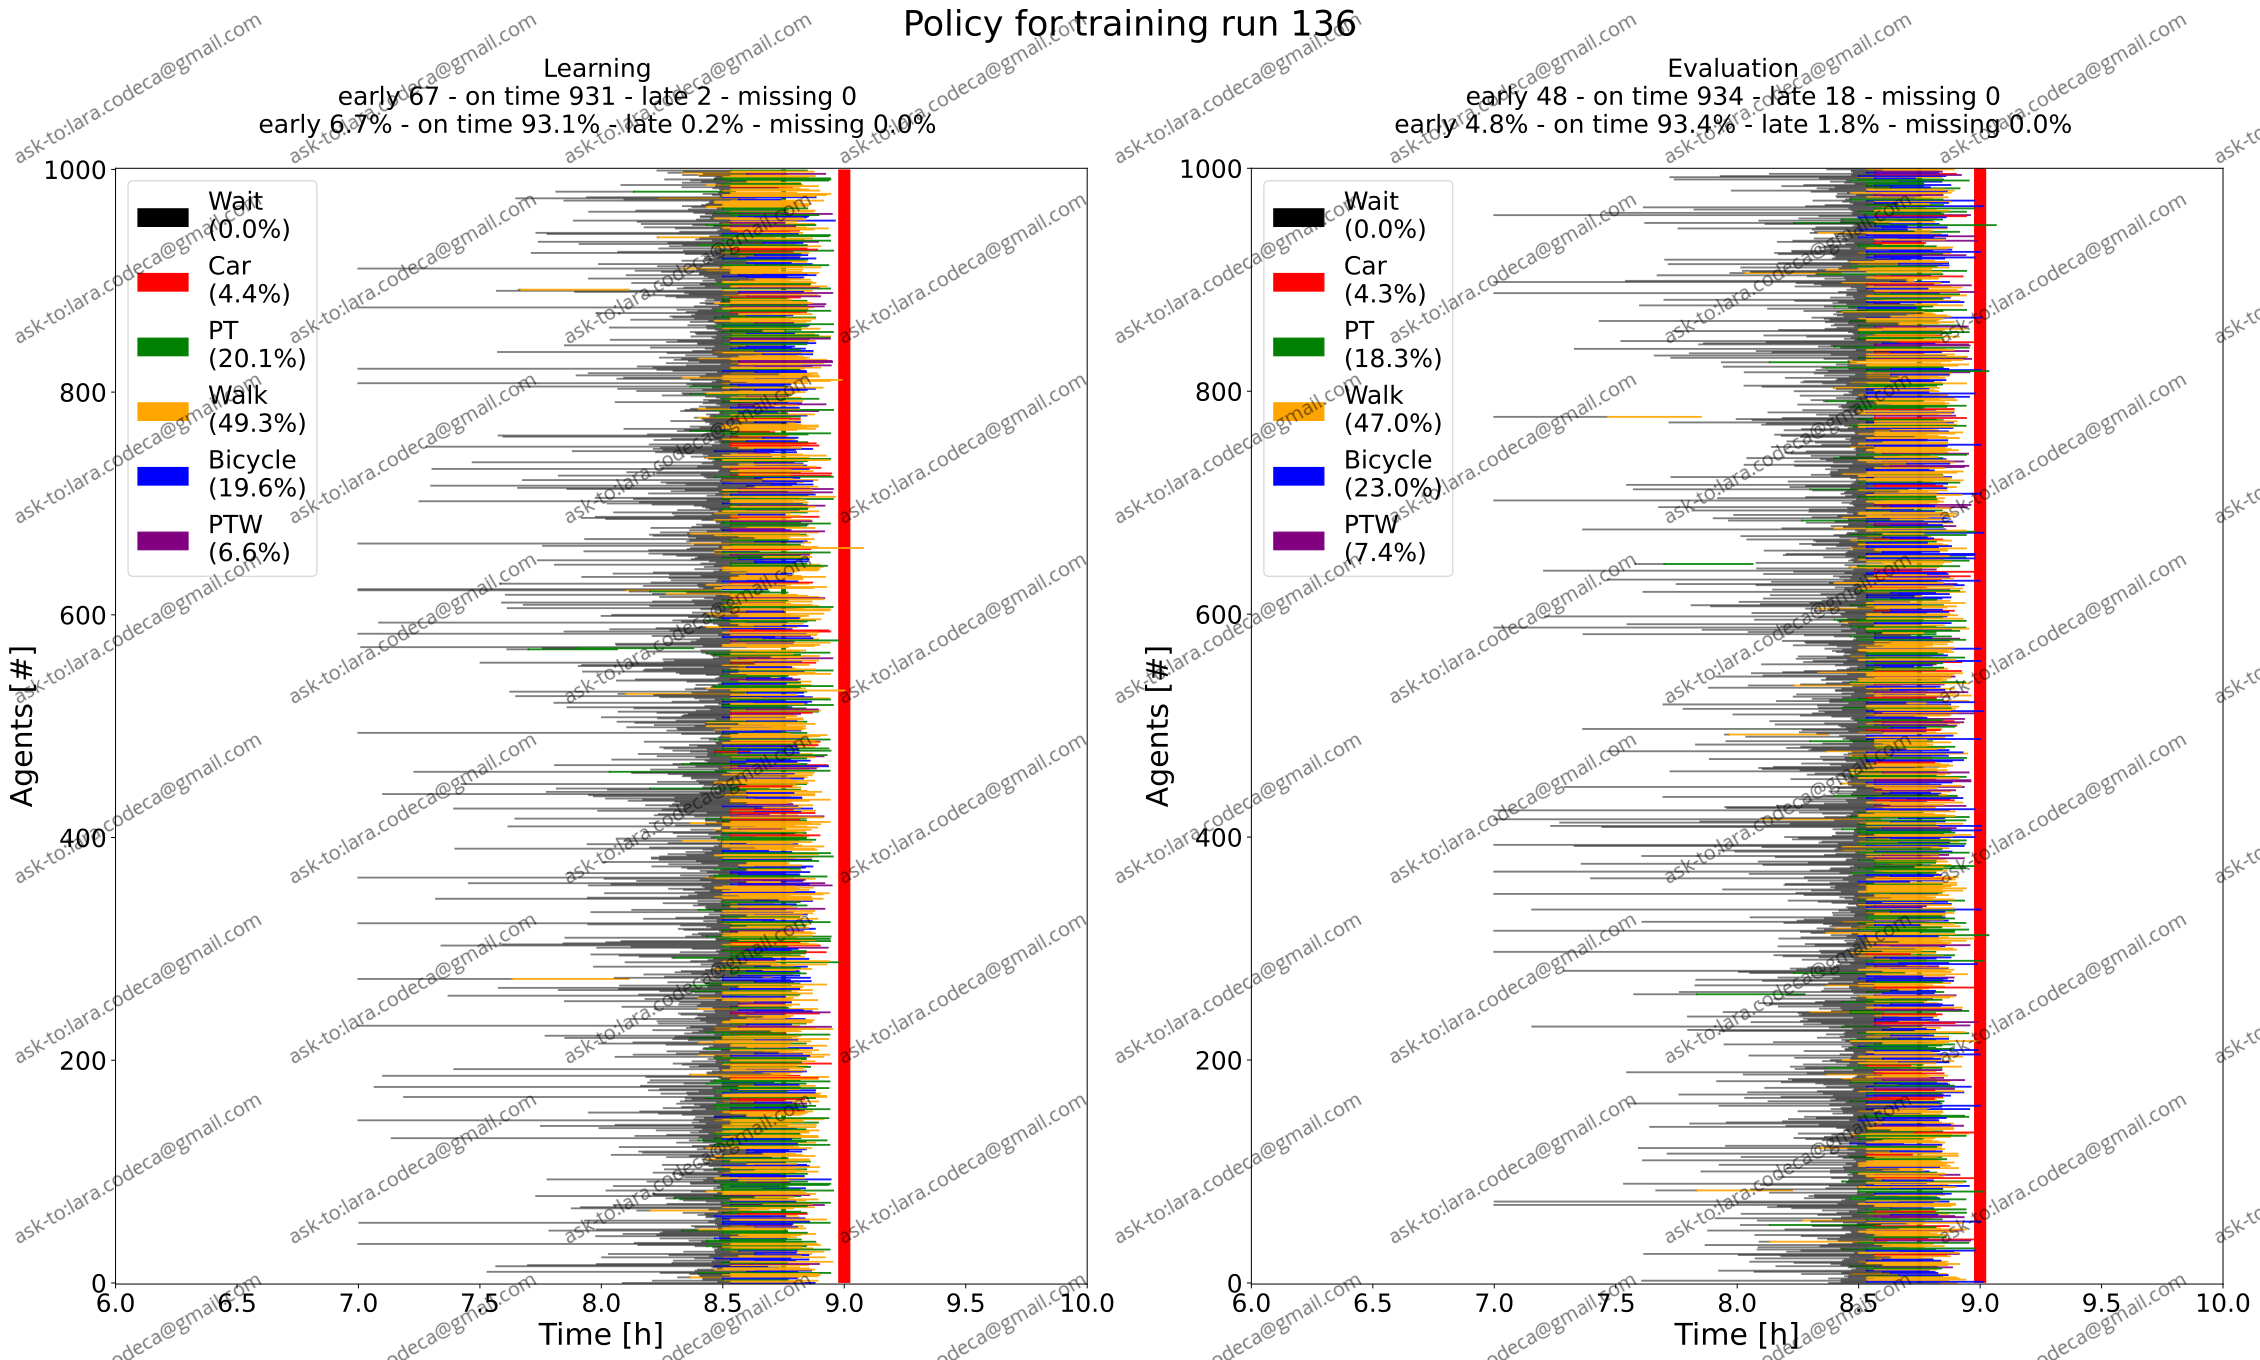 Policy for training run 136
Learning
early 67 - on time 931 - late 2 - missing 0
early 6.7% - on time 93.1% - late 0.2% - missing 0.0%
1000
800
600
400
200
0
Agents [#]
Wait
(0.0%)
Car
(4.4%)
PT
(20.1%)
Walk
(49.3%)
Bicycle
(19.6%)
PTW
(6.6%)
6.0 6.5 7.0 7.5 8.0 8.5 9.0 9.5 10.0
Time [h]
Evaluation
early 48 - on time 934 - late 18 - missing 0
early 4.8% - on time 93.4% - late 1.8% - missing 0.0%
1000
800
600
400
200
0
Agents [#]
Wait
(0.0%)
Car
(4.3%)
PT
(18.3%)
Walk
(47.0%)
Bicycle
(23.0%)
PTW
(7.4%)
6.0 6.5 7.0 7.5 8.0 8.5 9.0 9.5 10.0
Time [h]
ask-to:lara.codeca@gmail.com